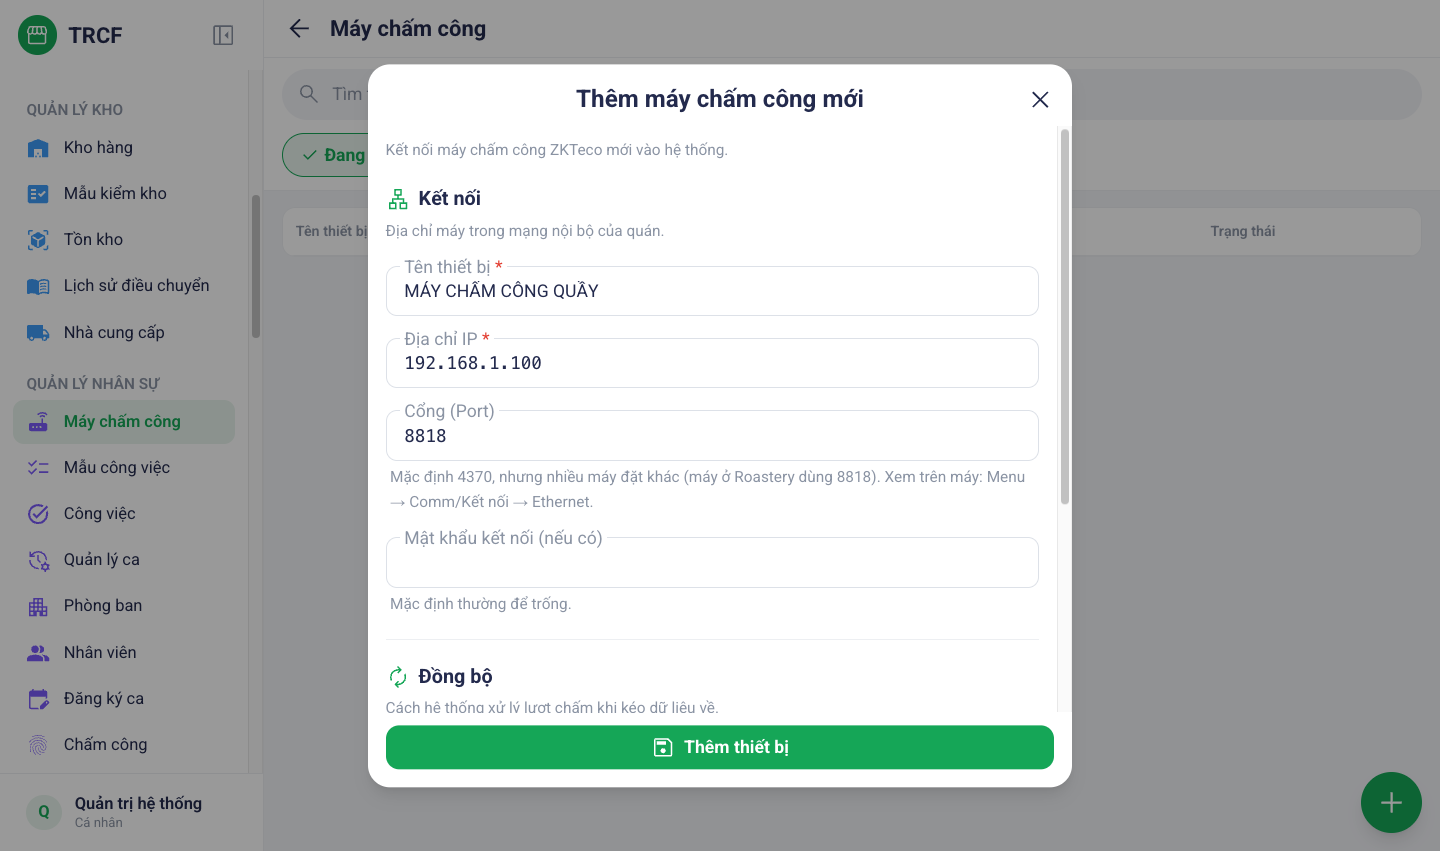 TRCF
Máy chấm công
Tìm
Đang
Tên thiết bị
Trạng thái
QUẢN LÝ KHO
Kho hàng
Mẫu kiểm kho
Tồn kho
Lịch sử điều chuyển
Nhà cung cấp
QUẢN LÝ NHÂN SỰ
Máy chấm công
Mẫu công việc
Công việc
Quản lý ca
Phòng ban
Nhân viên
Đăng ký ca
Chấm công
Q
Quản trị hệ thống
Cá nhân
Thêm máy chấm công mới
Kết nối máy chấm công ZKTeco mới vào hệ thống.
Kết nối
Địa chỉ máy trong mạng nội bộ của quán.
Tên thiết bị *
MÁY CHẤM CÔNG QUẦY
Địa chỉ IP *
192.168.1.100
Cổng (Port)
8818
Mặc định 4370, nhưng nhiều máy đặt khác (máy ở Roastery dùng 8818). Xem trên máy: Menu
→ Comm/Kết nối → Ethernet.
Mật khẩu kết nối (nếu có)
Mặc định thường để trống.
Đồng bộ
Cách hệ thống xử lý lượt chấm khi kéo dữ liệu về.
Thêm thiết bị